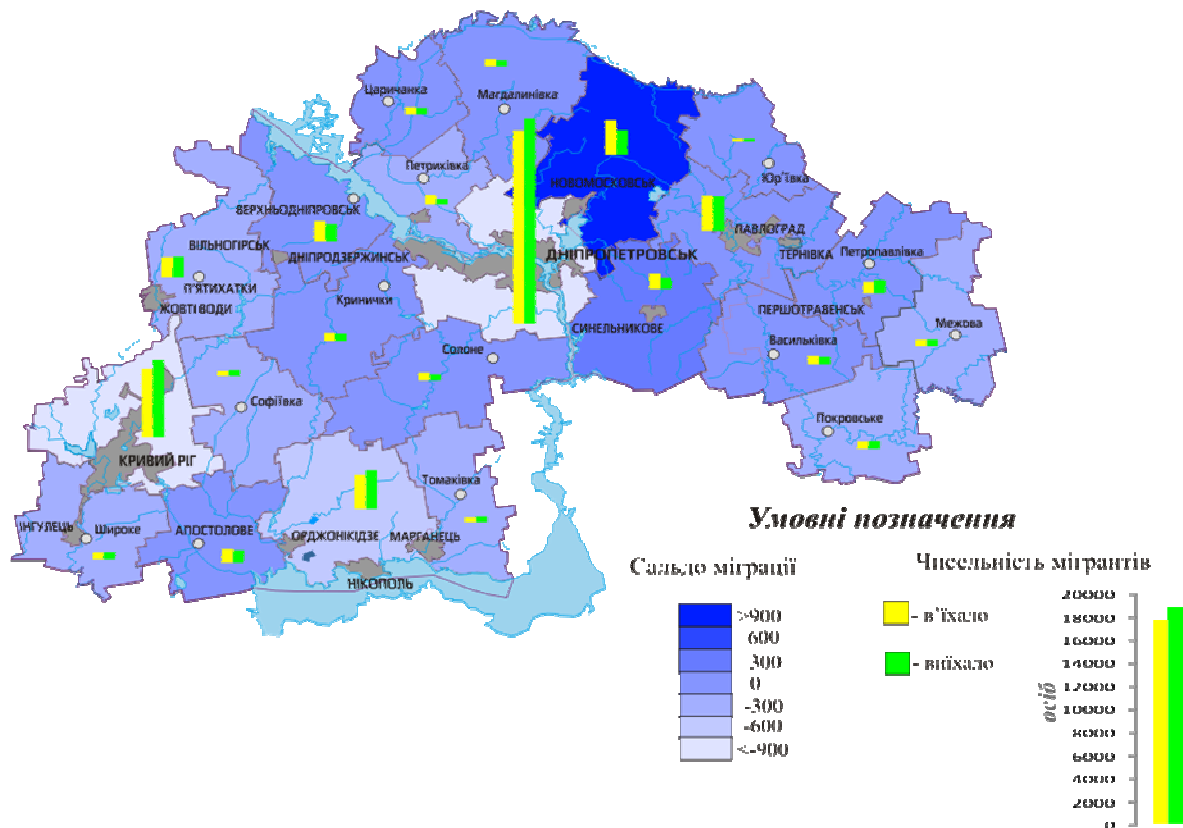 Царичанка
Магдалинівка
Петрихівка
НОВОМОСКОВСЬК
Юр'ївка
ВЕРХНЬОДНІПРОВСЬК
ВІЛЬНОГІРСЬК
ДНІПРОДЗЕРЖИНСЬК
ДНІПРОПЕТРОВСЬК
ПАВЛОГРАД
ТЕРНІВКА
Петропавлівка
П'ЯТИХАТКИ
ЖОВТІ ВОДИ
Кринички
СИНЕЛЬНИКОВЕ
ПЕРШОТРАВЕНСЬК
Межова
Солоне
Васильківка
Софіївка
Покровське
КРИВИЙ РІГ
Томаківка
ІНГУЛЕЦЬ
Широке
АПОСТОЛОВЕ
ОРДЖОНІКІДЗЕ
МАРГАНЕЦЬ
НІКОПОЛЬ
Умовні позначення
Сальдо міграції
>900
600
300
0
-300
-600
<-900
Чисельність мігрантів
- в'їхало
- виїхало
осіб
20000
18000
16000
14000
12000
10000
8000
6000
4000
2000
0